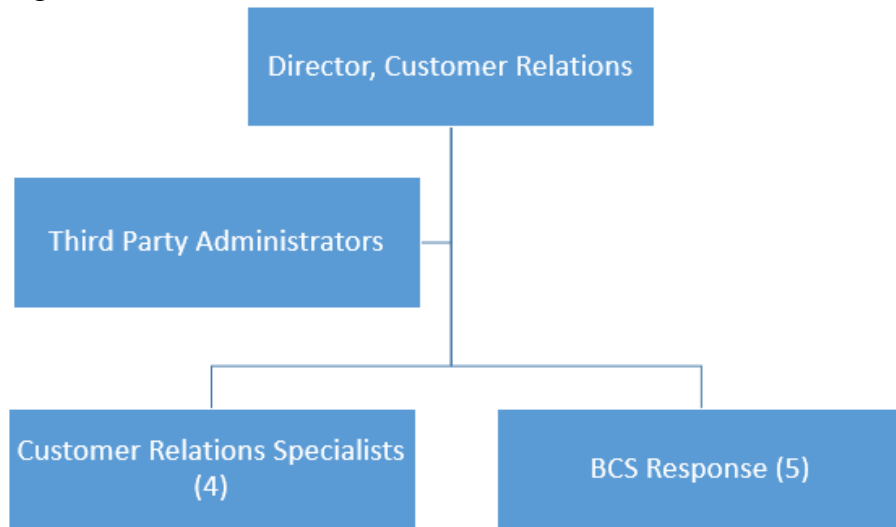 Director, Customer Relations
Third Party Administrators
Customer Relations Specialists
(4)
BCS Response (5)